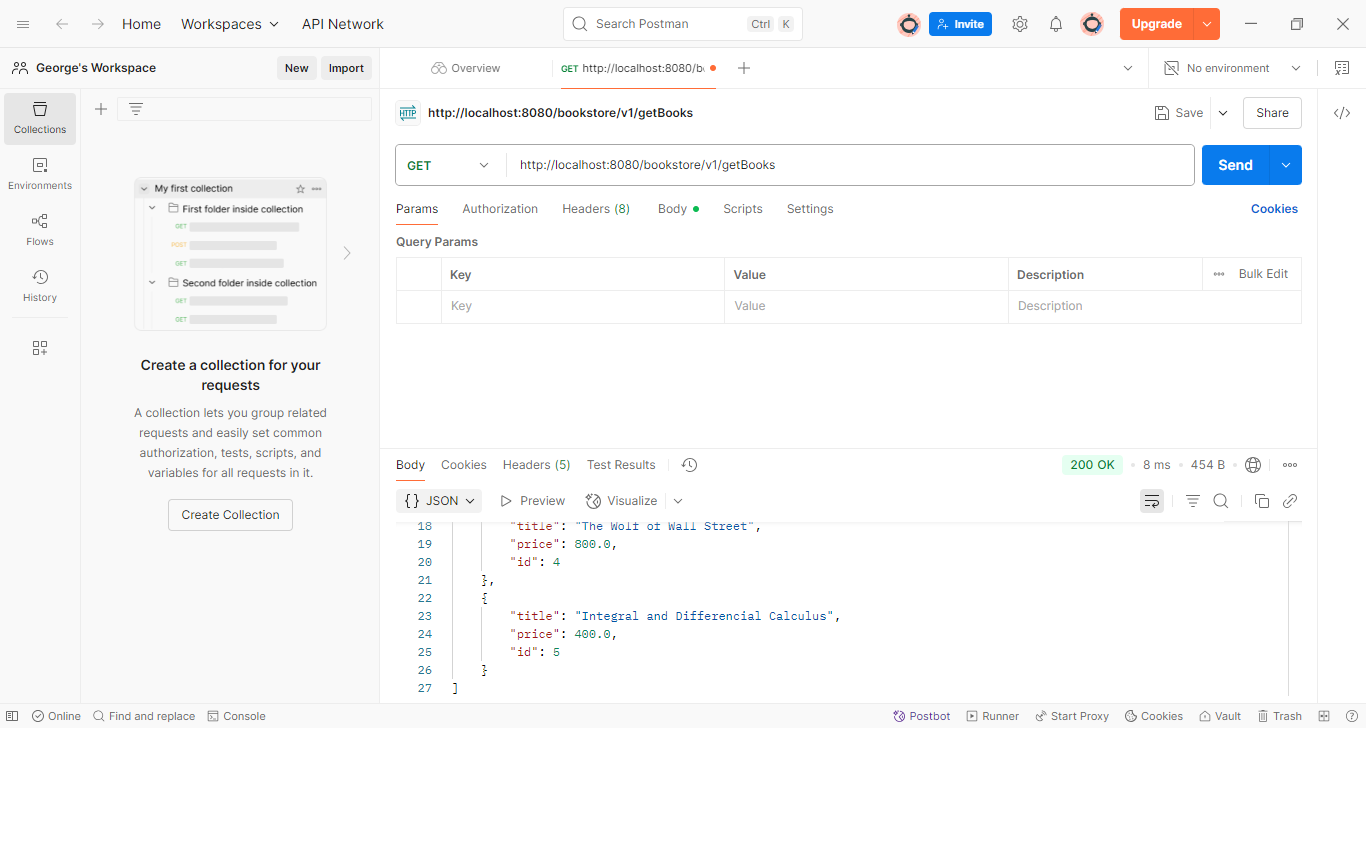 Home Workspaces API Network Search Postman Ctrl K Invite Upgrade
George's Workspace New Import Overview GET http://localhost:8080/b No environment
Collections
Environments
Flows
History
My first collection
First folder inside collection
GET
POST
GET
Second folder inside collection
GET
GET
Create a collection for your
requests
A collection lets you group related
requests and easily set common
authorization, tests, scripts, and
variables for all requests in it.
Create Collection
HTTP http://localhost:8080/bookstore/v1/getBooks Save Share
GET http://localhost:8080/bookstore/v1/getBooks Send
Params Authorization Headers (8) Body Scripts Settings Cookies
Query Params
Key Value Description Bulk Edit
Key Value Description
Body Cookies Headers (5) Test Results 200 OK 8 ms 454 B
{} JSON Preview Visualize
18 "title": "The Wolf of Wall Street",
19 "price": 800.0,
20 "id": 4
21 },
22 {
23 "title": "Integral and Differencial Calculus",
24 "price": 400.0,
25 "id": 5
26 }
27 ]
Online Find and replace Console Postbot Runner Start Proxy Cookies Vault Trash